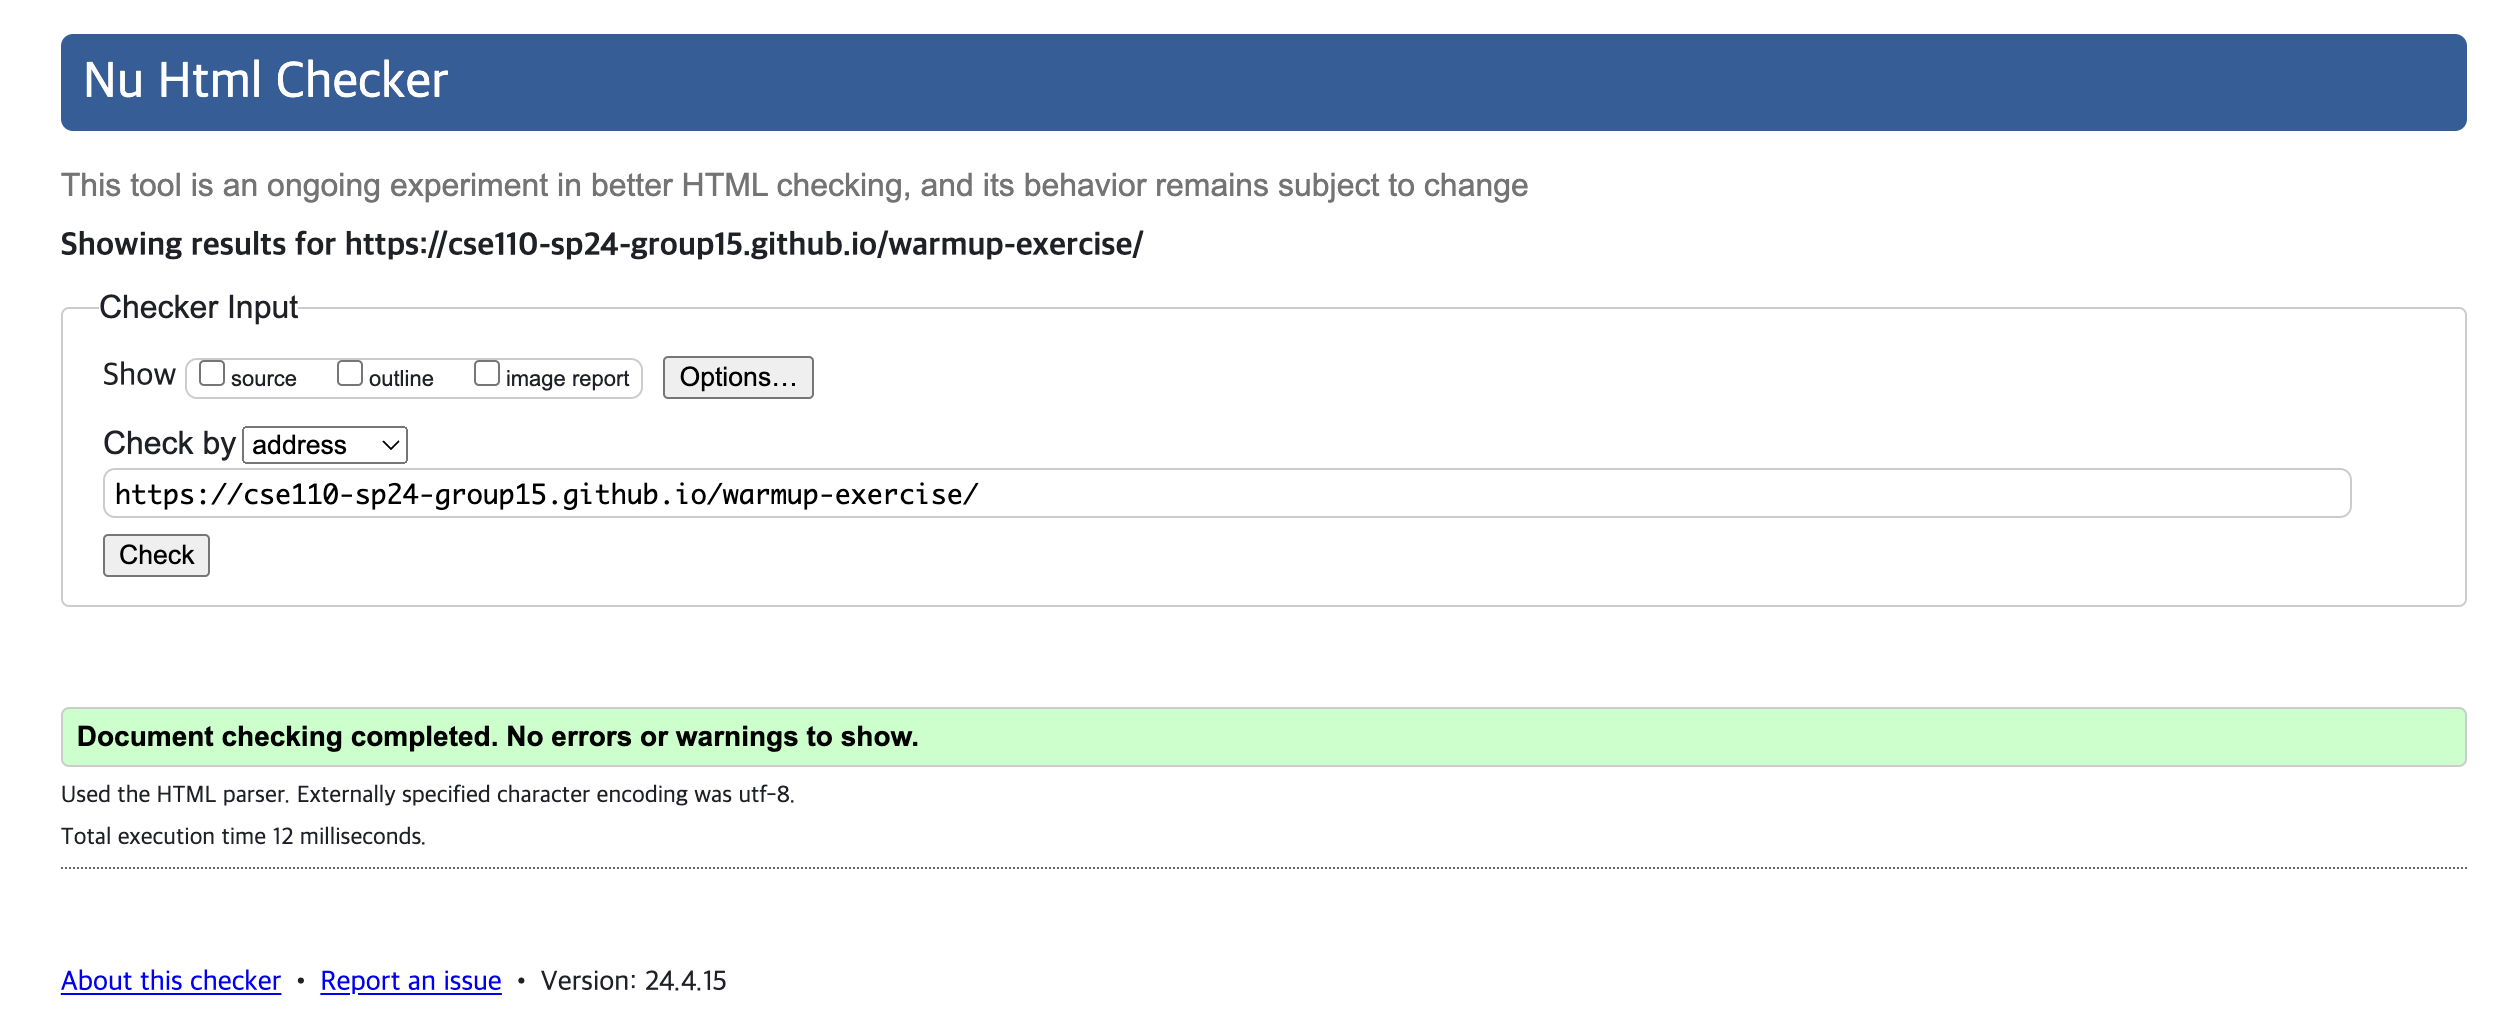 Nu Html Checker
This tool is an ongoing experiment in better HTML checking, and its behavior remains subject to change
Showing results for https://cse110-sp24-group15.github.io/warmup-exercise/
Checker Input
Show source outline image report Options...
Check by address
https://cse110-sp24-group15.github.io/warmup-exercise/
Check
Document checking completed. No errors or warnings to show.
Used the HTML parser. Externally specified character encoding was utf-8.
Total execution time 12 milliseconds.
About this checker • Report an issue • Version: 24.4.15